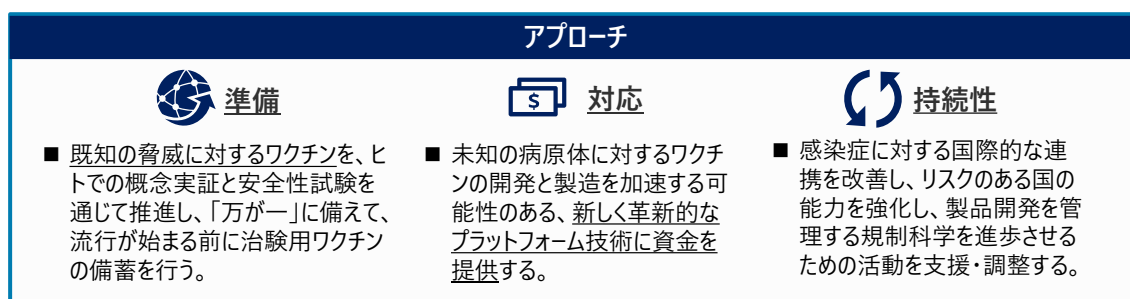 アプローチ
準備
■ 既知の脅威に対するワクチンを、ヒ
トでの概念実証と安全性試験を
通じて推進し、「万が一」に備えて、
流行が始まる前に治験用ワクチン
の備蓄を行う。
$
対応
■ 未知の病原体に対するワクチ
ンの開発と製造を加速する可
能性のある、新しく革新的な
プラットフォーム技術に資金を
提供する。
持続性
■ 感染症に対する国際的な連
携を改善し、リスクのある国の
能力を強化し、製品開発を管
理する規制科学を進歩させる
ための活動を支援・調整する。